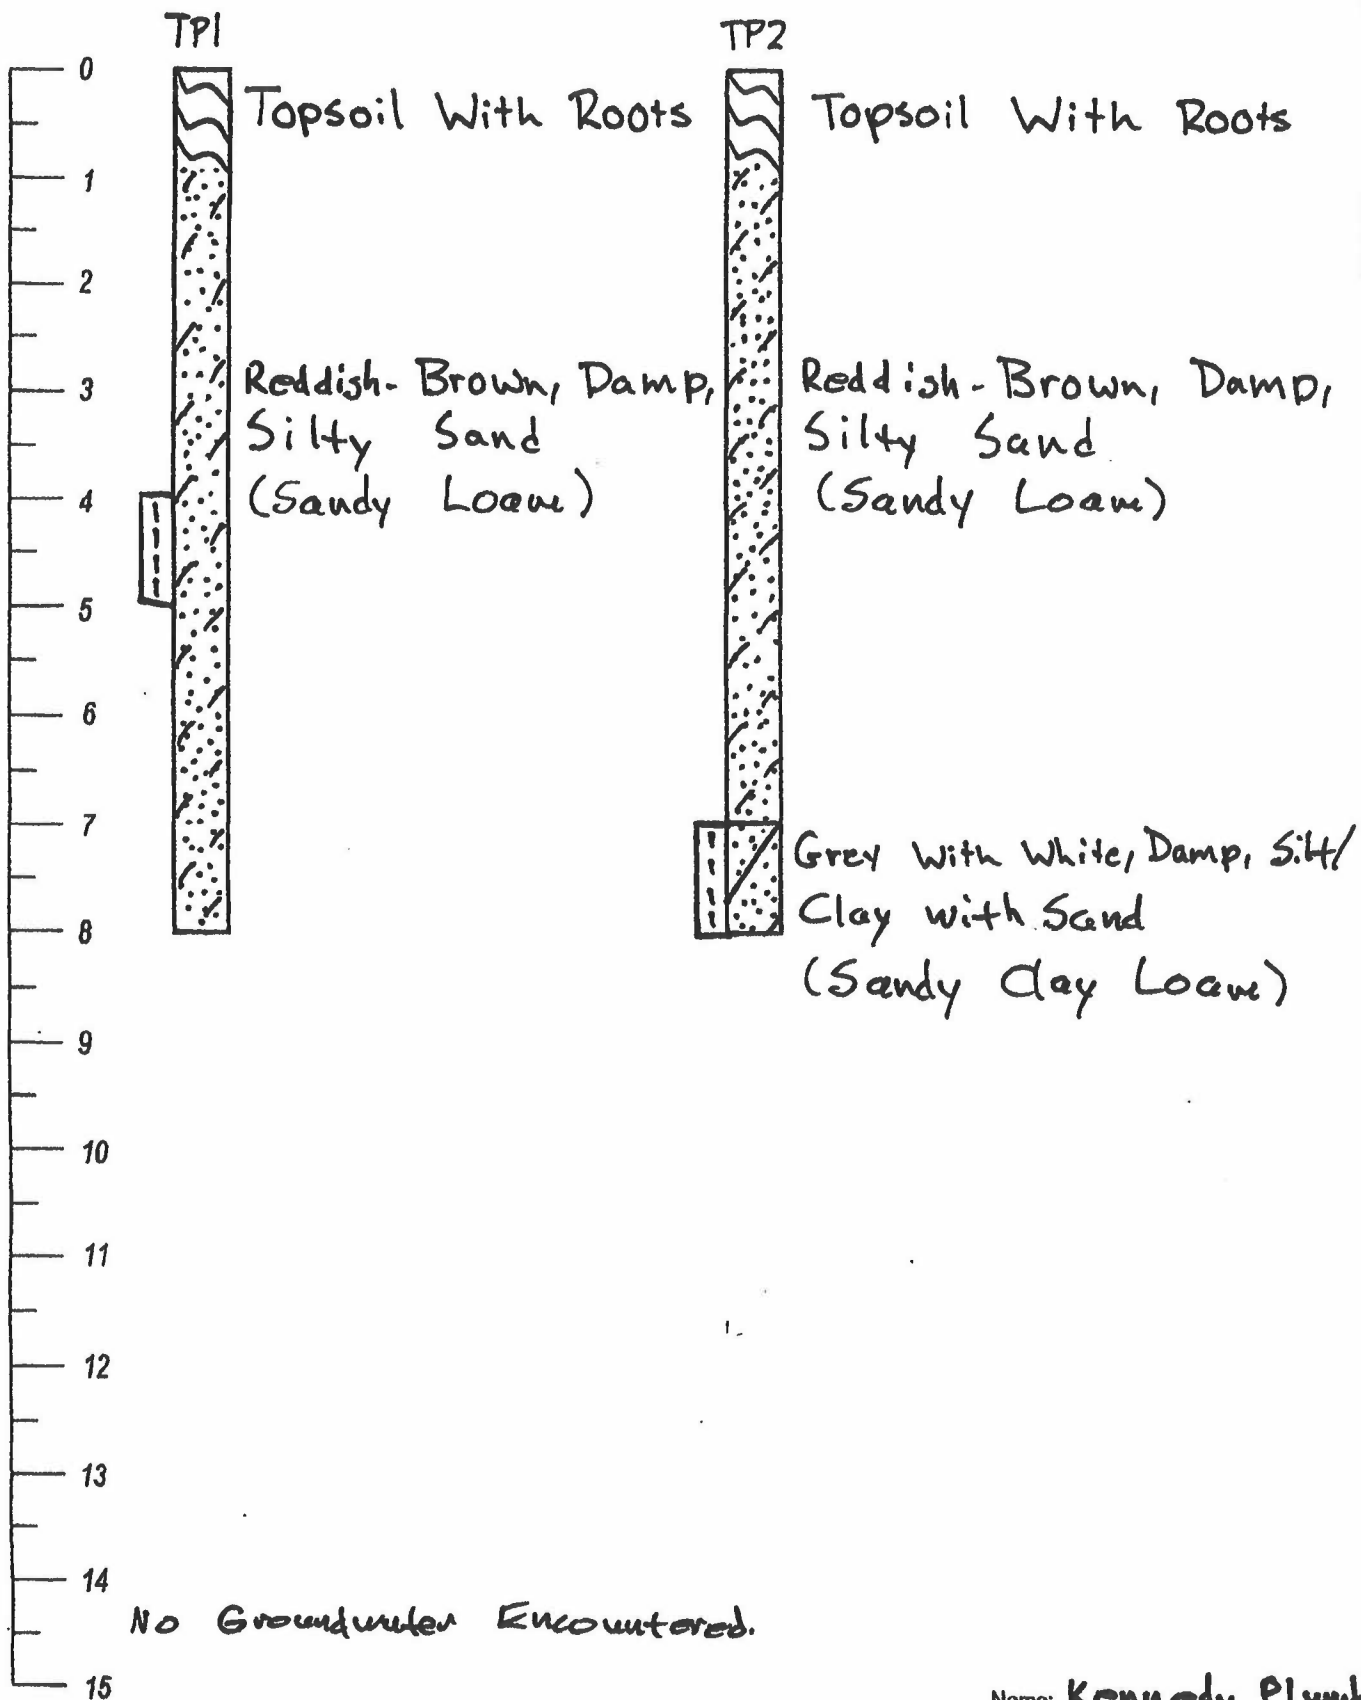 TP1
TP2
0
Topsoil With Roots
Topsoil With Roots
1
2
3
Reddish-Brown, Damp,
Silty Sand
(Sandy Loam)
Reddish-Brown, Damp,
Silty Sand
(Sandy Loam)
4
5
6
7
Grey with White, Damp, Silt/
Clay with Sand
(Sandy Clay Loam)
8
9
10
11
12
13
14
No Groundwater Encountered.
15
Name: Kennedy